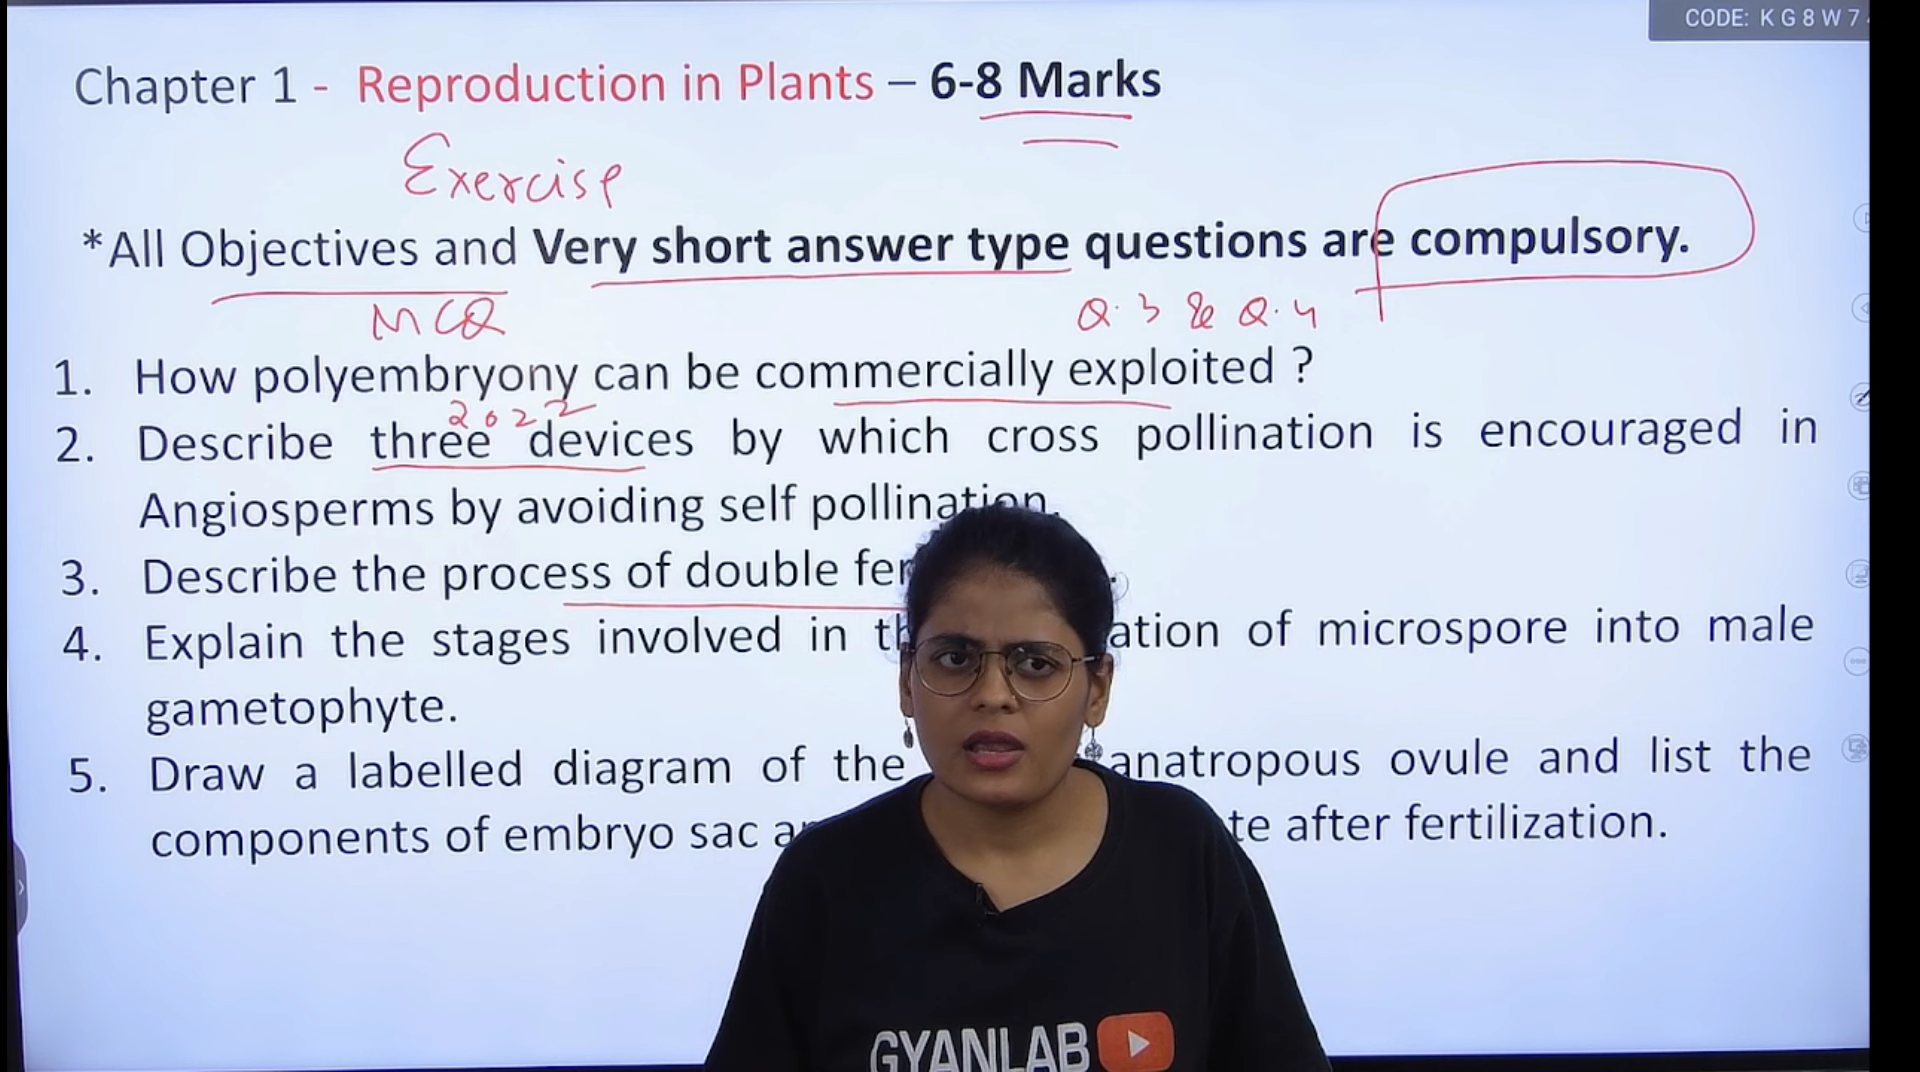 CODE: K G 8 W 7
Chapter 1 - Reproduction in Plants – 6-8 Marks
Exercise
*All Objectives and Very short answer type questions are compulsory.
MCQ Q.3 & Q.4
1. How polyembryony can be commercially exploited ?
2022
2. Describe three devices by which cross pollination is encouraged in
Angiosperms by avoiding self pollination.
3. Describe the process of double
4. Explain the stages involved in of microspore into male
gametophyte.
5. Draw a labelled diagram of the anatropous ovule and list the
components of embryo sac after fertilization.
GYANLAB